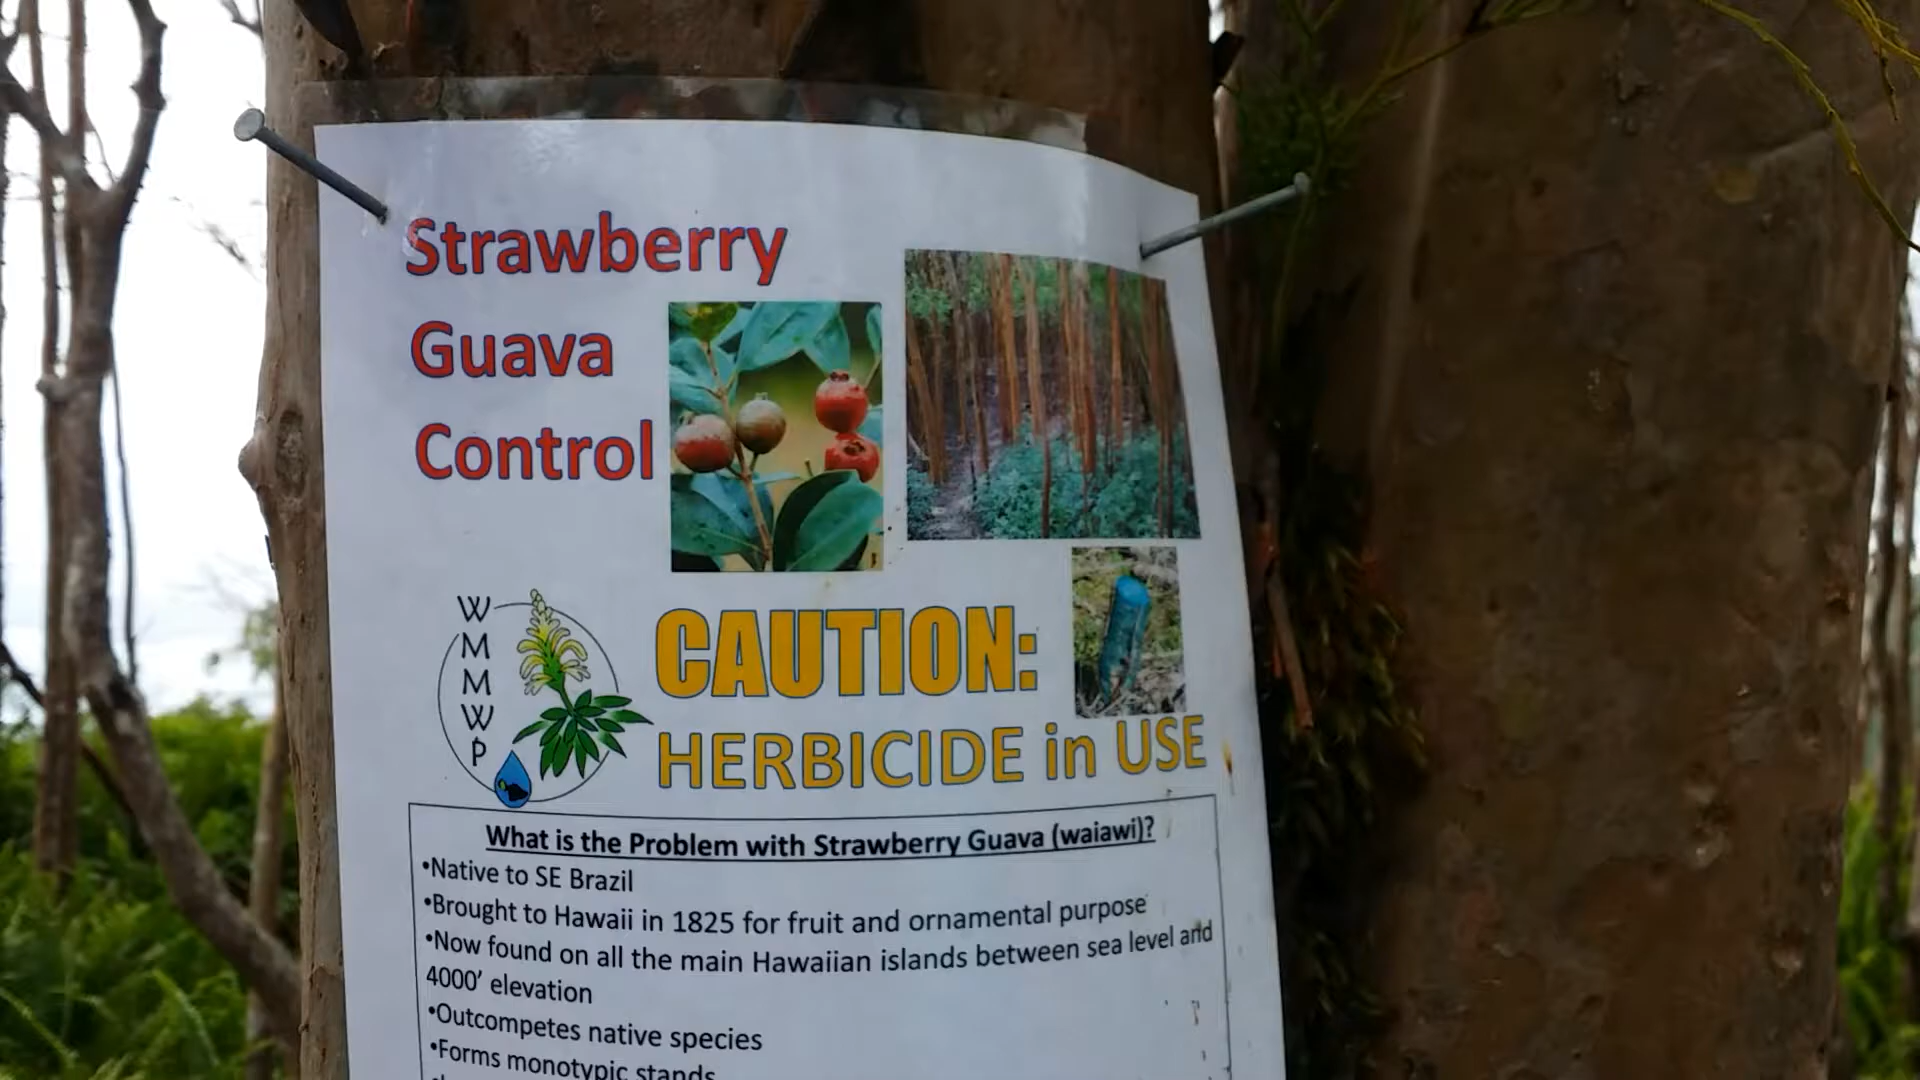 Strawberry
Guava
Control
W
M
M
W
P
CAUTION:
HERBICIDE in USE
What is the Problem with Strawberry Guava (waiawi)?
•Native to SE Brazil
•Brought to Hawaii in 1825 for fruit and ornamental purpose
•Now found on all the main Hawaiian islands between sea level and
4000’ elevation
•Outcompetes native species
•Forms monotypic stands